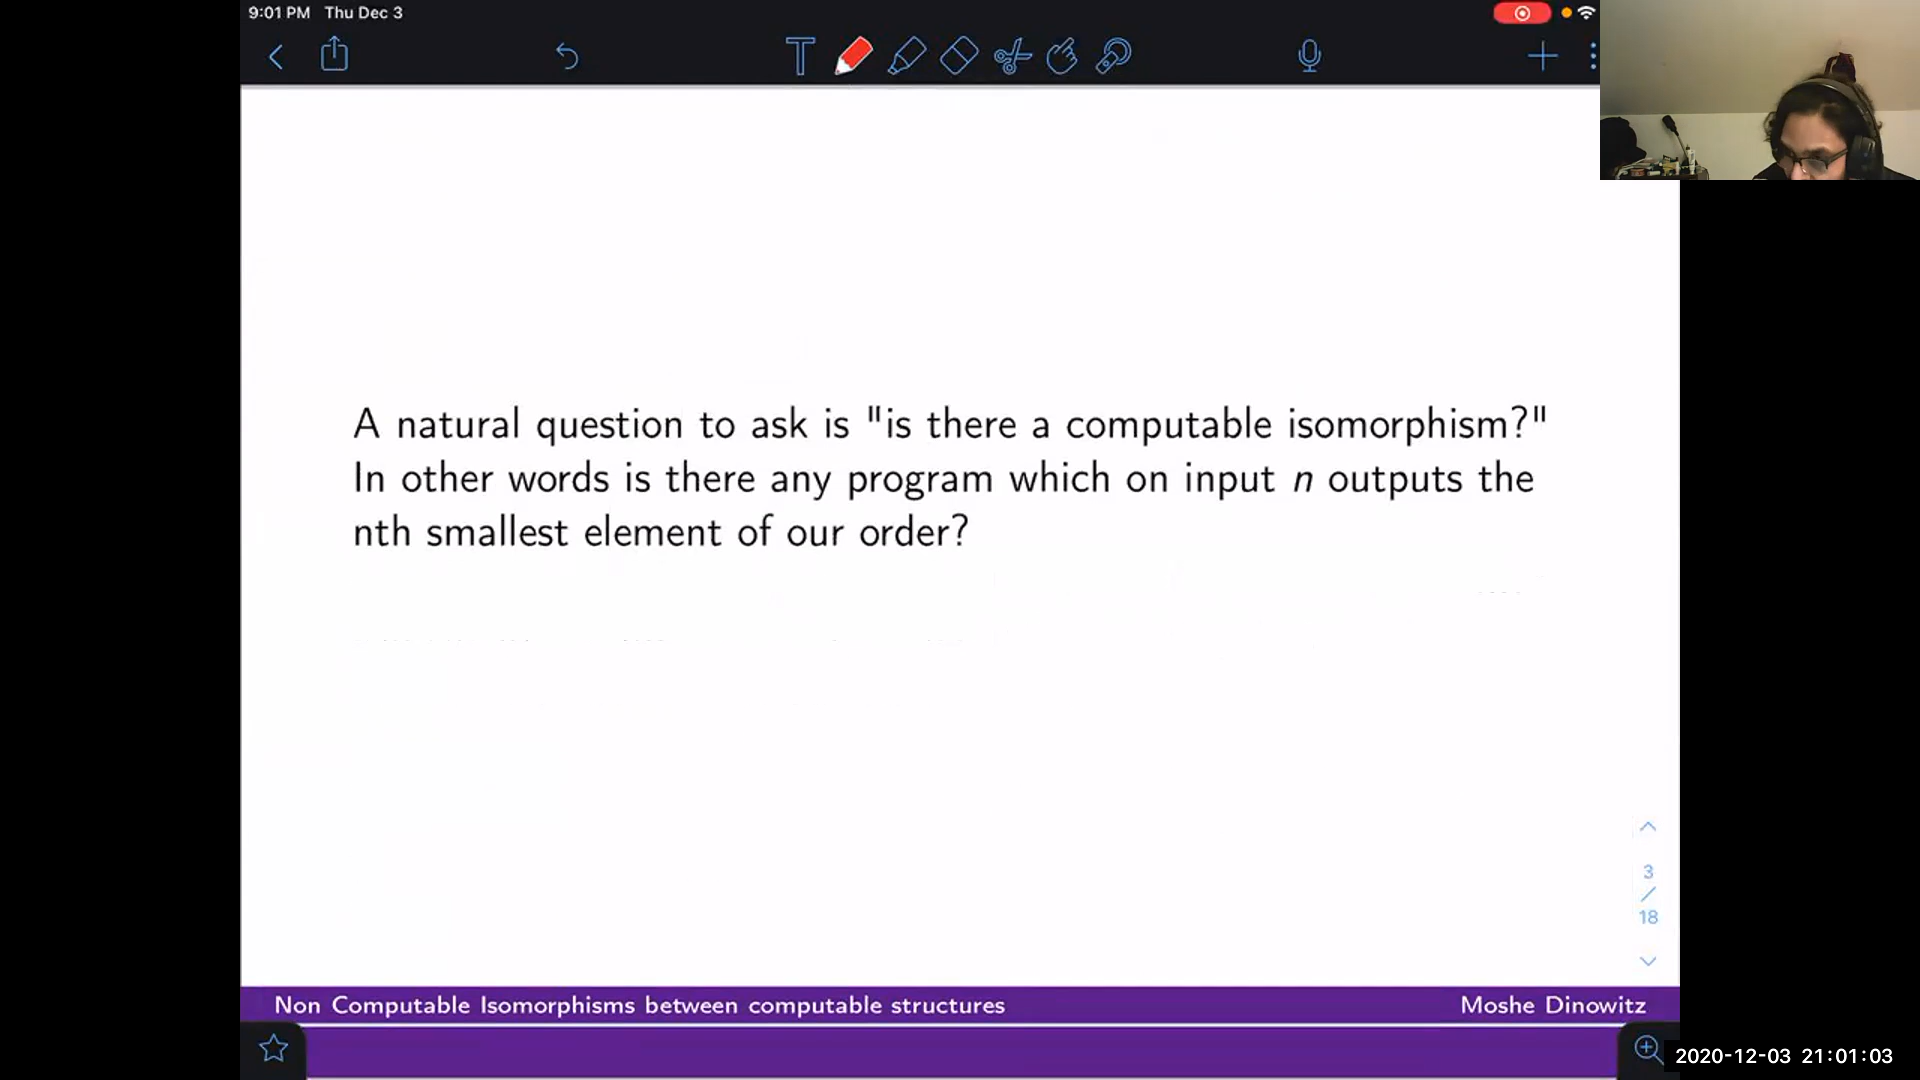 9:01 PM Thu Dec 3
T
A natural question to ask is "is there a computable isomorphism?"
In other words is there any program which on input n outputs the
nth smallest element of our order?
3
/
18
Non Computable Isomorphisms between computable structures Moshe Dinowitz
2020-12-03 21:01:03